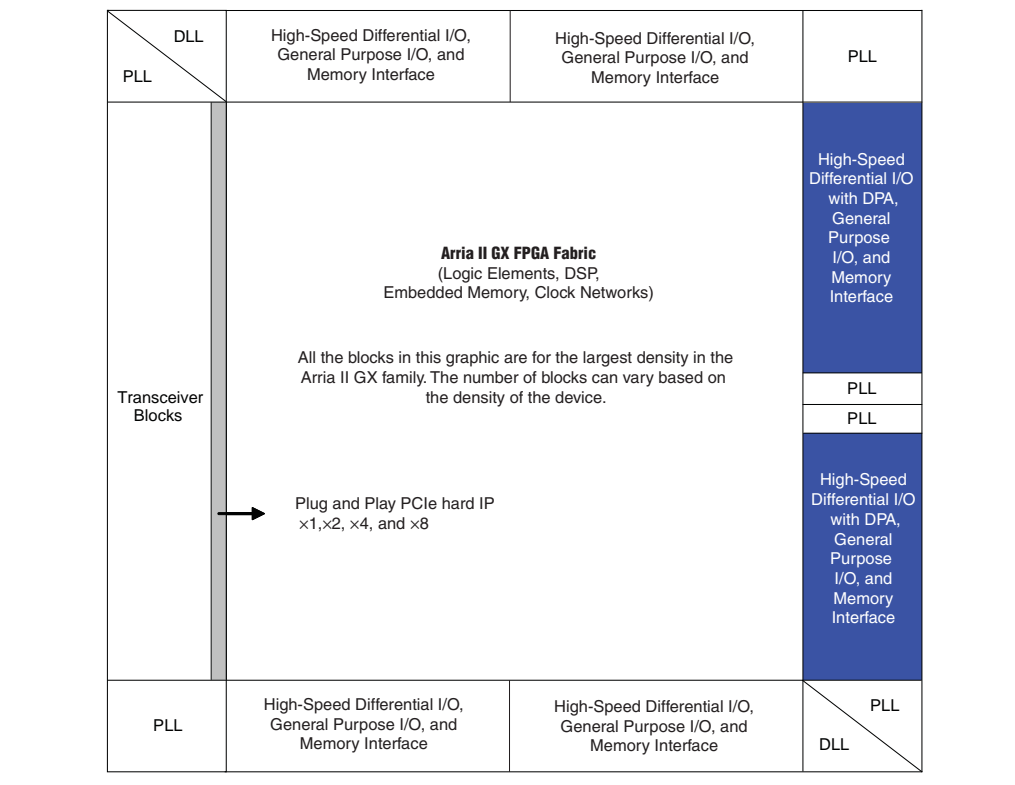 DLL
PLL
High-Speed Differential I/O,
General Purpose I/O, and
Memory Interface
High-Speed Differential I/O,
General Purpose I/O, and
Memory Interface
PLL
Transceiver
Blocks
Arria II GX FPGA Fabric
(Logic Elements, DSP,
Embedded Memory, Clock Networks)
All the blocks in this graphic are for the largest density in the
Arria II GX family. The number of blocks can vary based on
the density of the device.
Plug and Play PCIe hard IP
×1,×2, ×4, and ×8
High-Speed
Differential I/O
with DPA,
General
Purpose
I/O, and
Memory
Interface
PLL
PLL
High-Speed
Differential I/O
with DPA,
General
Purpose
I/O, and
Memory
Interface
PLL
High-Speed Differential I/O,
General Purpose I/O, and
Memory Interface
High-Speed Differential I/O,
General Purpose I/O, and
Memory Interface
PLL
DLL